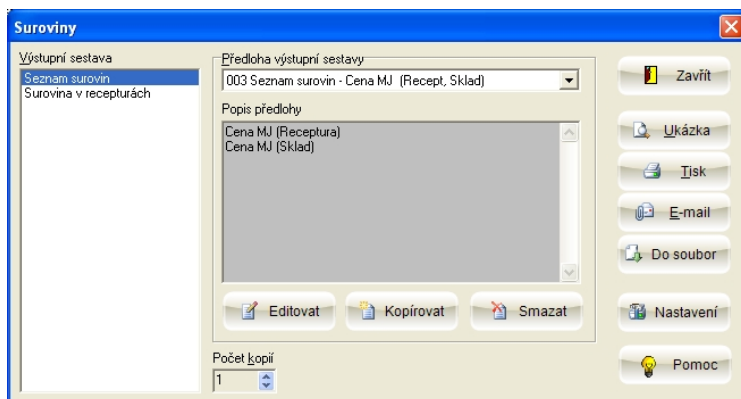 Suroviny
Výstupní sestava
Seznam surovin
Surovina v recepturách
Předloha výstupní sestavy
003 Seznam surovin - Cena MJ (Recept, Sklad)
Popis předlohy
Cena MJ (Receptura)
Cena MJ (Sklad)
Editovat
Kopírovat
Smazat
Počet kopií
1
Zavřít
Ukázka
Tisk
E-mail
Do soubor
Nastavení
Pomoc